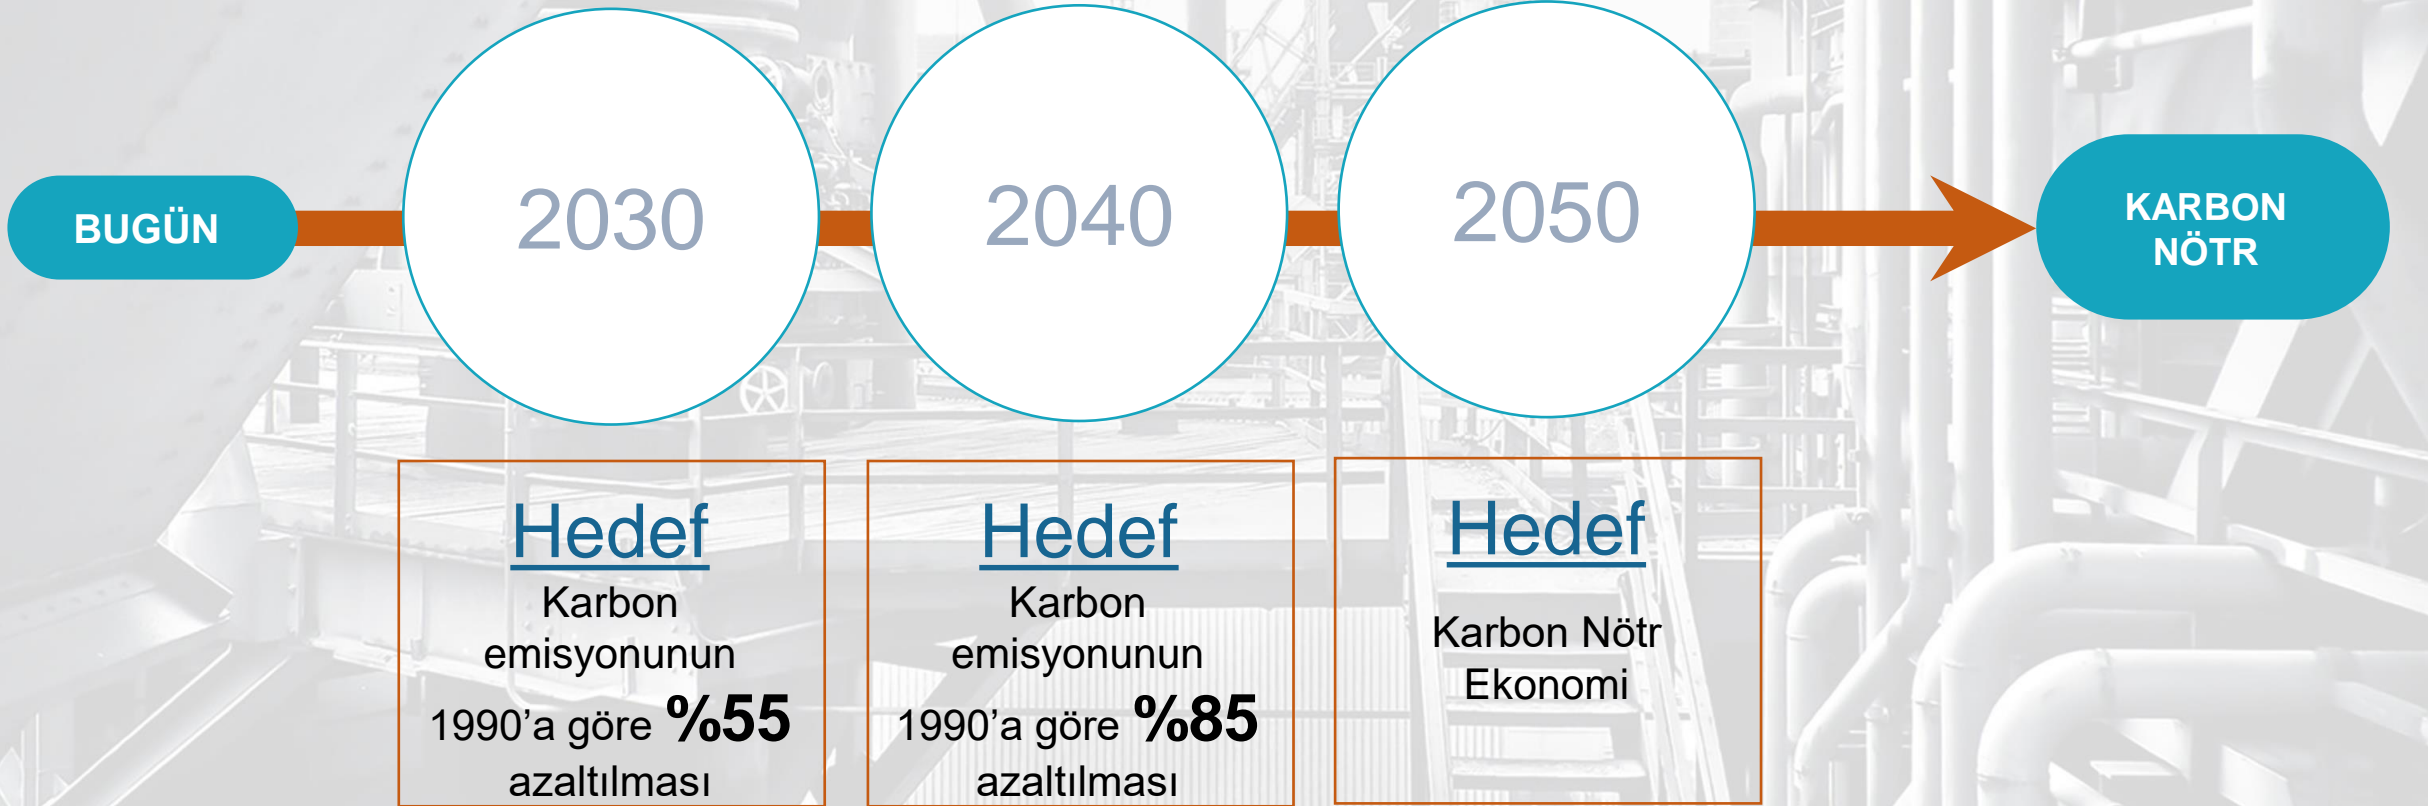 BUGÜN
2030
2040
2050
KARBON
NÖTR
Hedef
Karbon
emisyonunun
1990’a göre %55
azaltılması
Hedef
Karbon
emisyonunun
1990’a göre %85
azaltılması
Hedef
Karbon Nötr
Ekonomi